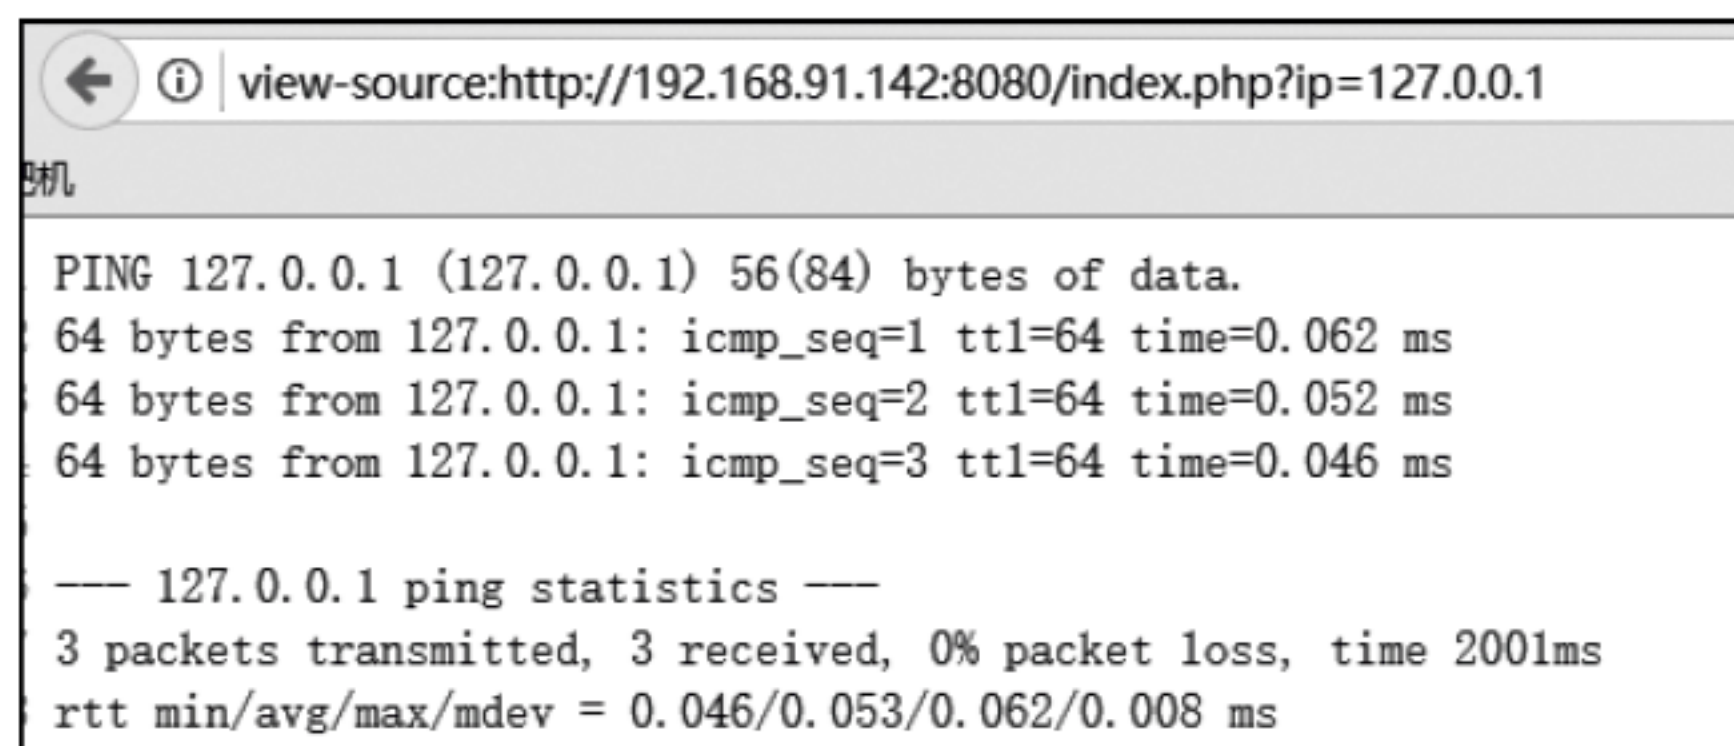 view-source:http://192.168.91.142:8080/index.php?ip=127.0.0.1
机
PING 127.0.0.1 (127.0.0.1) 56(84) bytes of data.
64 bytes from 127.0.0.1: icmp_seq=1 ttl=64 time=0.062 ms
64 bytes from 127.0.0.1: icmp_seq=2 ttl=64 time=0.052 ms
64 bytes from 127.0.0.1: icmp_seq=3 ttl=64 time=0.046 ms
--- 127.0.0.1 ping statistics ---
3 packets transmitted, 3 received, 0% packet loss, time 2001ms
rtt min/avg/max/mdev = 0.046/0.053/0.062/0.008 ms